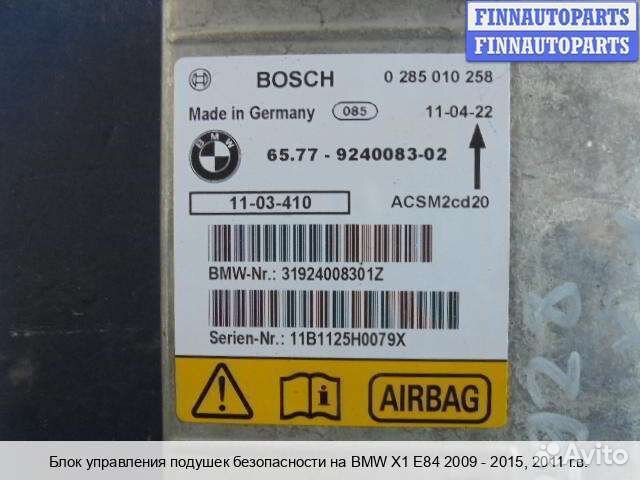 FINNAUTOPARTS
FINNAUTOPARTS
BOSCH 0 285 010 258
Made in Germany 085 11-04-22
BMW 65.77 - 9240083-02
11-03-410 ACSM2cd20
BMW-Nr.: 31924008301Z
Serien-Nr.: 11B1125H0079X
AIRBAG
Avito
Блок управления подушек безопасности на BMW X1 E84 2009 - 2015, 2011 г.в.